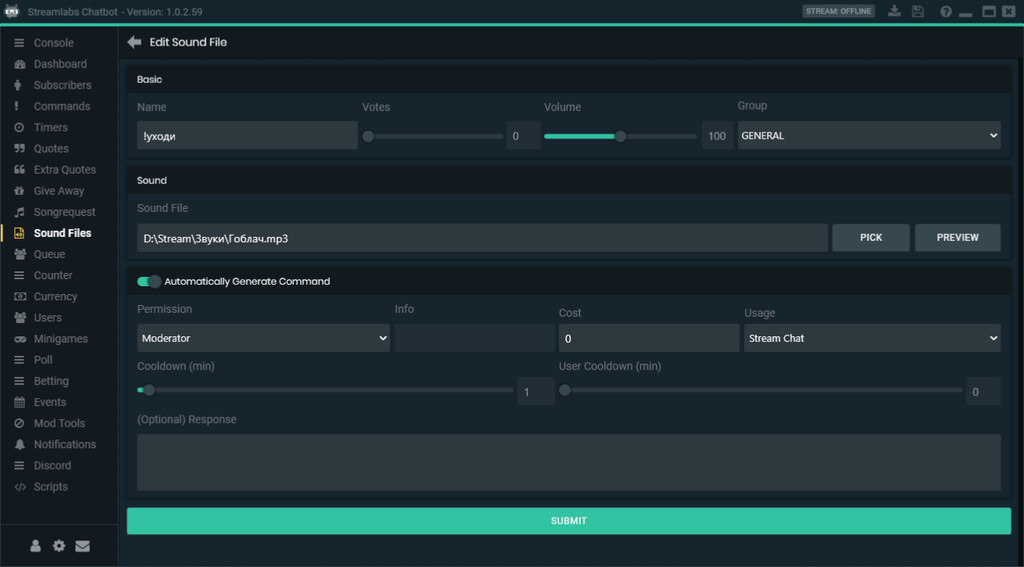 Streamlabs Chatbot - Version: 1.0.2.59
STREAM: OFFLINE
Console
Dashboard
Subscribers
Commands
Timers
Quotes
Extra Quotes
Give Away
Songrequest
Sound Files
Queue
Counter
Currency
Users
Minigames
Poll
Betting
Events
Mod Tools
Notifications
Discord
Scripts
Edit Sound File
Basic
Name Votes Volume Group
!уходи 0 100 GENERAL
Sound
Sound File
D:\Stream\Звуки\Гоблач.mp3 PICK PREVIEW
Automatically Generate Command
Permission Info Cost Usage
Moderator 0 Stream Chat
Cooldown (min) User Cooldown (min)
1 0
(Optional) Response
SUBMIT